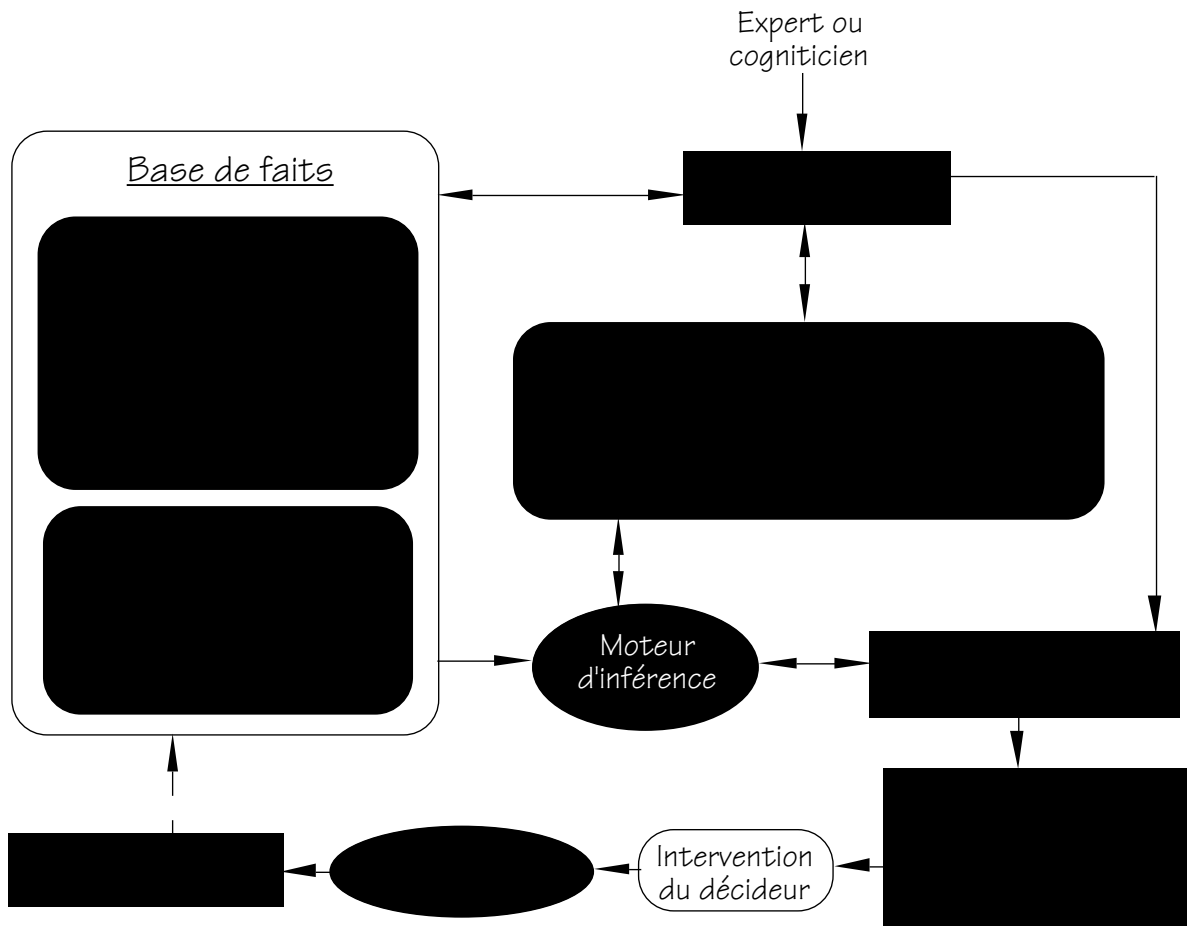 Expert ou
cogniticien
Base de faits
Moteur
d'inférence
Intervention
du décideur